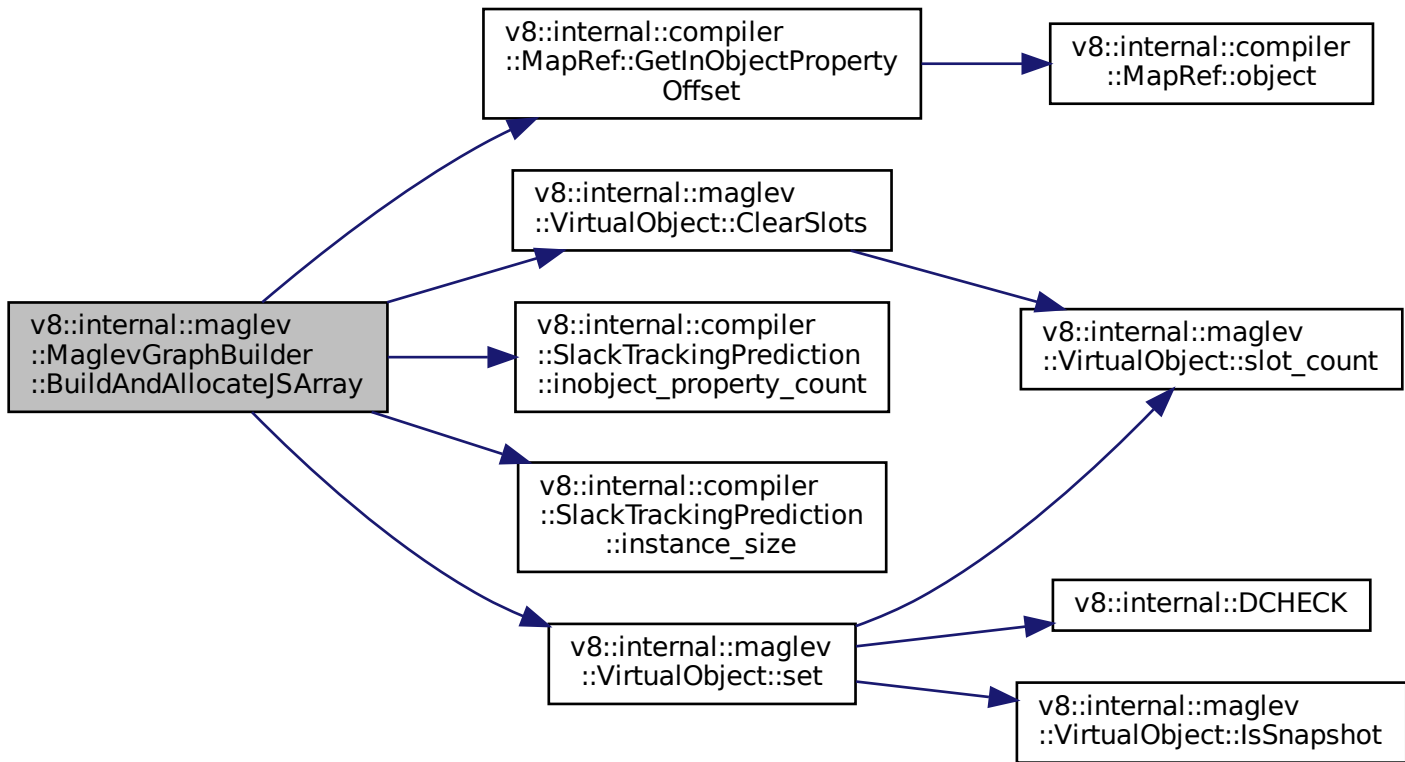 v8::internal::compiler
::MapRef::GetInObjectProperty
Offset
v8::internal::compiler
::MapRef::object
v8::internal::maglev
::VirtualObject::ClearSlots
v8::internal::maglev
::MaglevGraphBuilder
::BuildAndAllocateJSArray
v8::internal::compiler
::SlackTrackingPrediction
::inobject_property_count
v8::internal::maglev
::VirtualObject::slot_count
v8::internal::compiler
::SlackTrackingPrediction
::instance_size
v8::internal::maglev
::VirtualObject::set
v8::internal::DCHECK
v8::internal::maglev
::VirtualObject::IsSnapshot